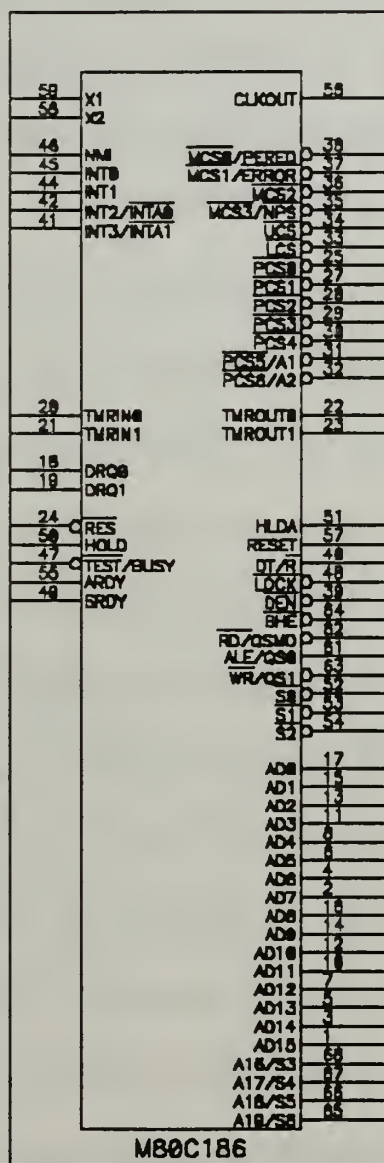 59 X1
58 X2
46 NMI
45 INT0
44 INT1
42 INT2/INTA0
41 INT3/INTA1
20 TMRIN0
21 TMRIN1
18 DRQ0
19 DRQ1
24 RES
50 HOLD
47 TEST/BUSY
55 ARDY
49 SRDY
CLKOUT 56
MCS0/PEREQ 38
MCS1/ERROR 37
MCS2 36
MCS3/NPS 35
UCS 34
LCS 33
PCS0 25
PCS1 27
PCS2 28
PCS3 29
PCS4 30
PCS5/A1 31
PCS6/A2 32
TMROUT0 22
TMROUT1 23
HLDA 51
RESET 57
DT/R 40
LOCK 48
DEN 39
BHE 64
RD/QSMD 62
ALE/QS0 61
WR/QS1 63
S0 52
S1 53
S2 54
AD0 17
AD1 15
AD2 13
AD3 11
AD4 8
AD5 6
AD6 4
AD7 2
AD8 16
AD9 14
AD10 12
AD11 10
AD12 7
AD13 5
AD14 3
AD15 1
A16/S3 68
A17/S4 67
A18/S5 66
A19/S6 65
M80C186